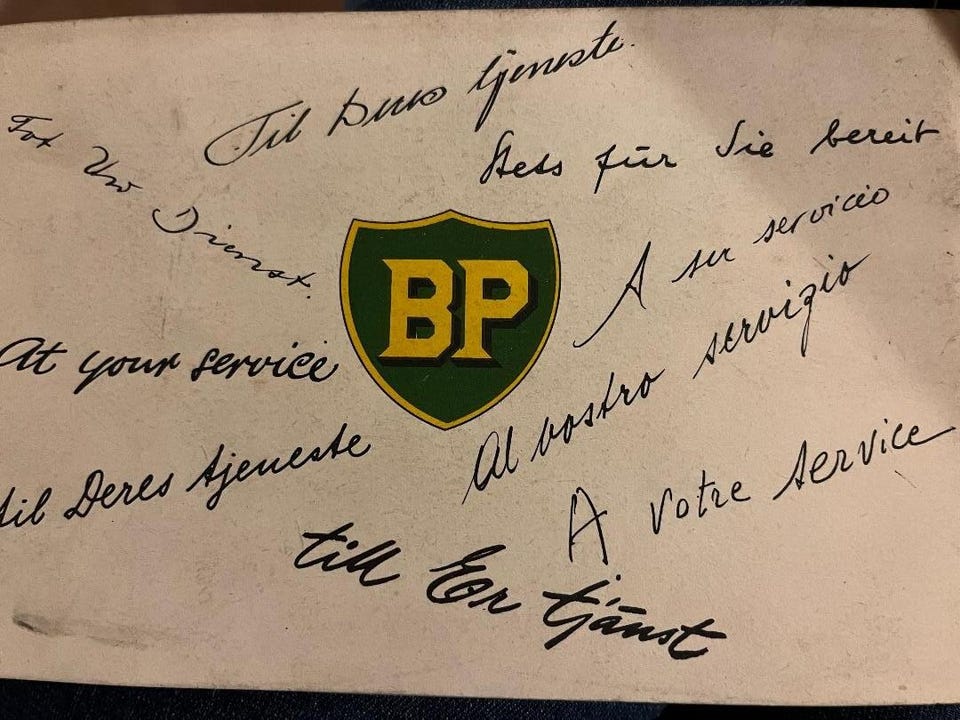 Til Deres tjeneste.
Tot Uw Dienst.
Stets für Sie bereit
A su servicio
BP
Al vostro servizio
At your service
A votre service
til Deres tjeneste
till Er tjänst